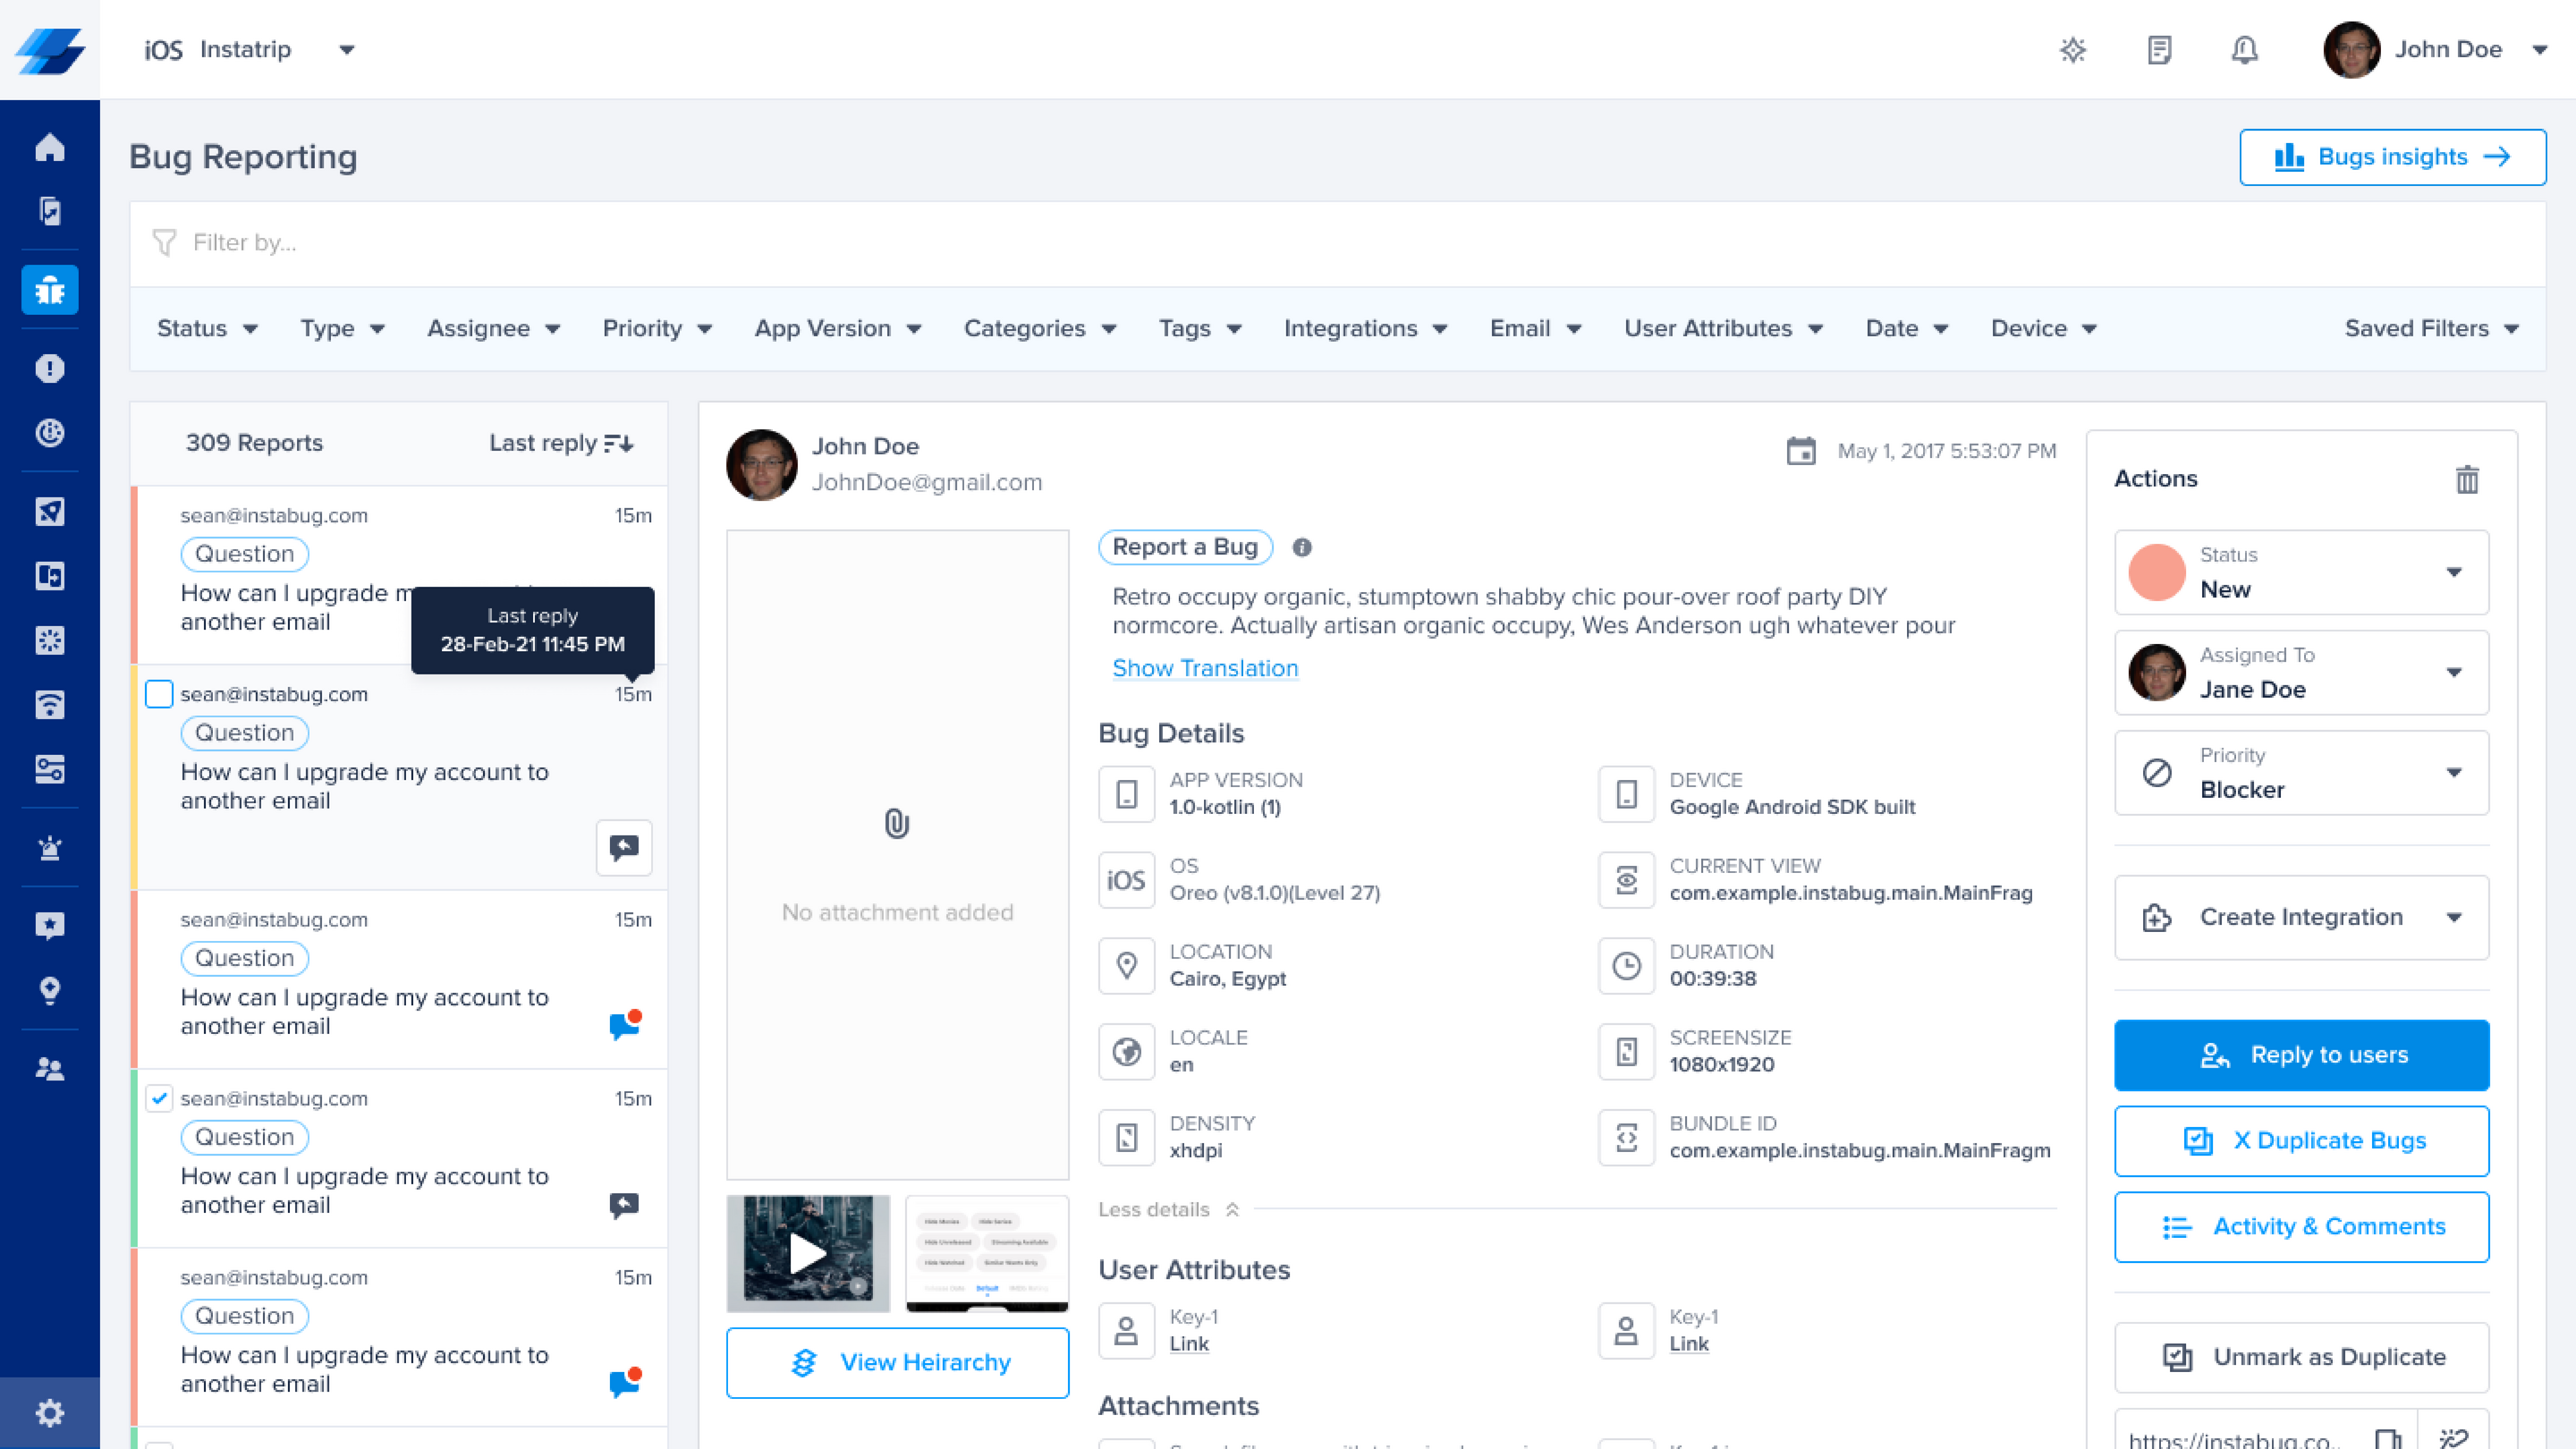 iOS Instatrip
John Doe
Bug Reporting
Bugs insights
Filter by...
Status Type Assignee Priority App Version Categories Tags Integrations Email User Attributes Date Device Saved Filters
309 Reports Last reply
sean@instabug.com 15m
Question
How can I upgrade m
another email
Last reply
28-Feb-21 11:45 PM
sean@instabug.com 15m
Question
How can I upgrade my account to
another email
sean@instabug.com 15m
Question
How can I upgrade my account to
another email
sean@instabug.com 15m
Question
How can I upgrade my account to
another email
sean@instabug.com 15m
Question
How can I upgrade my account to
another email
John Doe
JohnDoe@gmail.com
May 1, 2017 5:53:07 PM
No attachment added
View Heirarchy
Report a Bug
Retro occupy organic, stumptown shabby chic pour-over roof party DIY
normcore. Actually artisan organic occupy, Wes Anderson ugh whatever pour
Show Translation
Bug Details
APP VERSION
1.0-kotlin (1)
DEVICE
Google Android SDK built
iOS
OS
Oreo (v8.1.0)(Level 27)
CURRENT VIEW
com.example.instabug.main.MainFrag
LOCATION
Cairo, Egypt
DURATION
00:39:38
LOCALE
en
SCREENSIZE
1080x1920
DENSITY
xhdpi
BUNDLE ID
com.example.instabug.main.MainFragm
Less details
User Attributes
Key-1
Link
Key-1
Link
Attachments
Actions
Status
New
Assigned To
Jane Doe
Priority
Blocker
Create Integration
Reply to users
X Duplicate Bugs
Activity & Comments
Unmark as Duplicate
https://instabug.co..